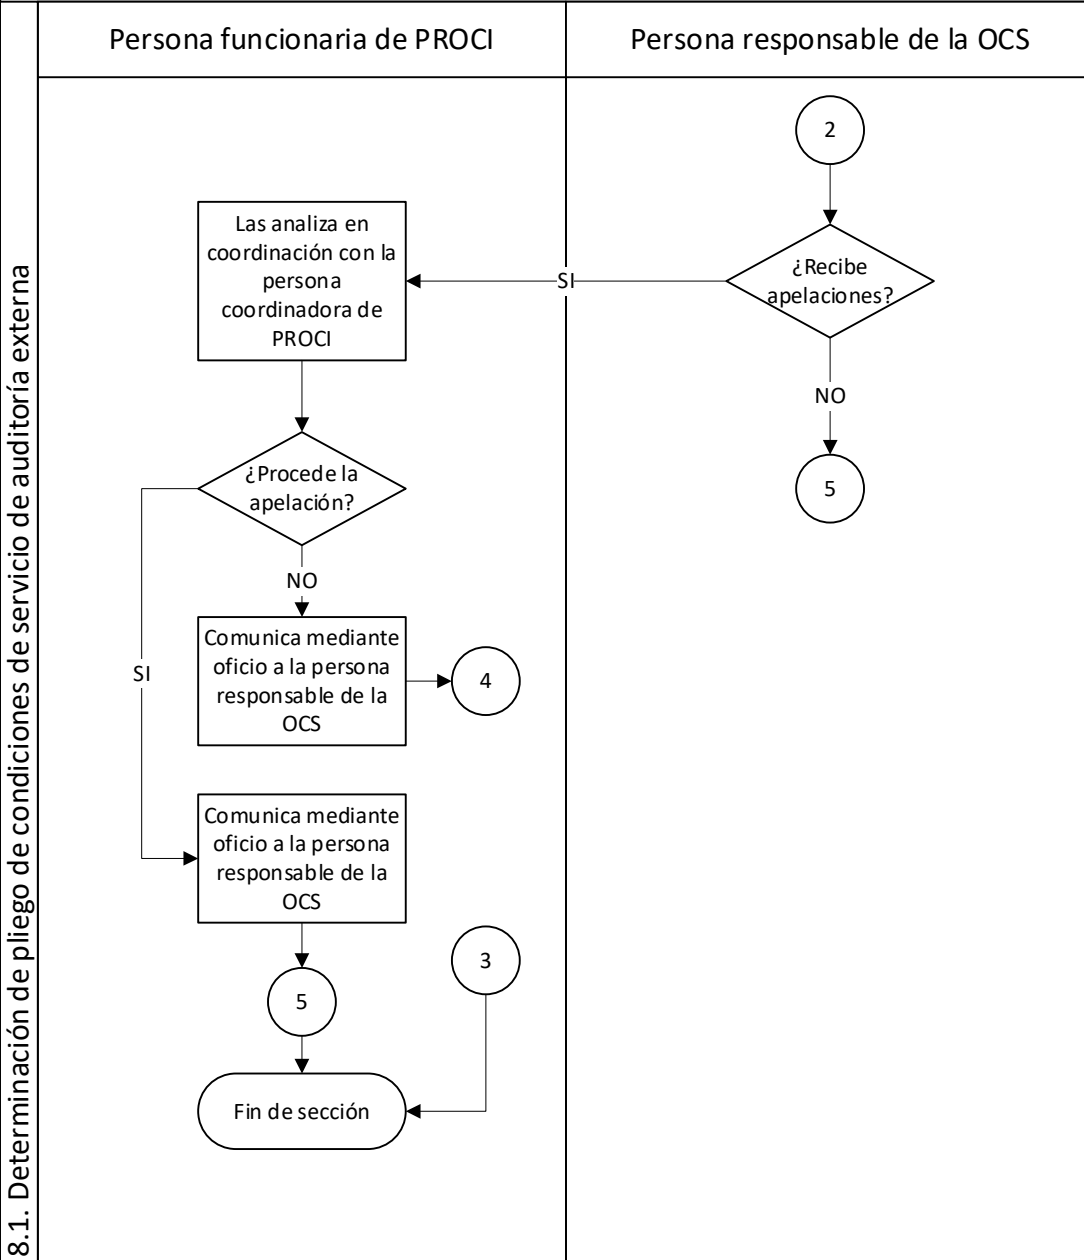 8.1. Determinación de pliego de condiciones de servicio de auditoría externa
Persona funcionaria de PROCI
Persona responsable de la OCS
2
¿Recibe
apelaciones?
SI
NO
5
Las analiza en
coordinación con la
persona
coordinadora de
PROCI
¿Procede la
apelación?
NO
SI
Comunica mediante
oficio a la persona
responsable de la
OCS
4
Comunica mediante
oficio a la persona
responsable de la
OCS
5
3
Fin de sección